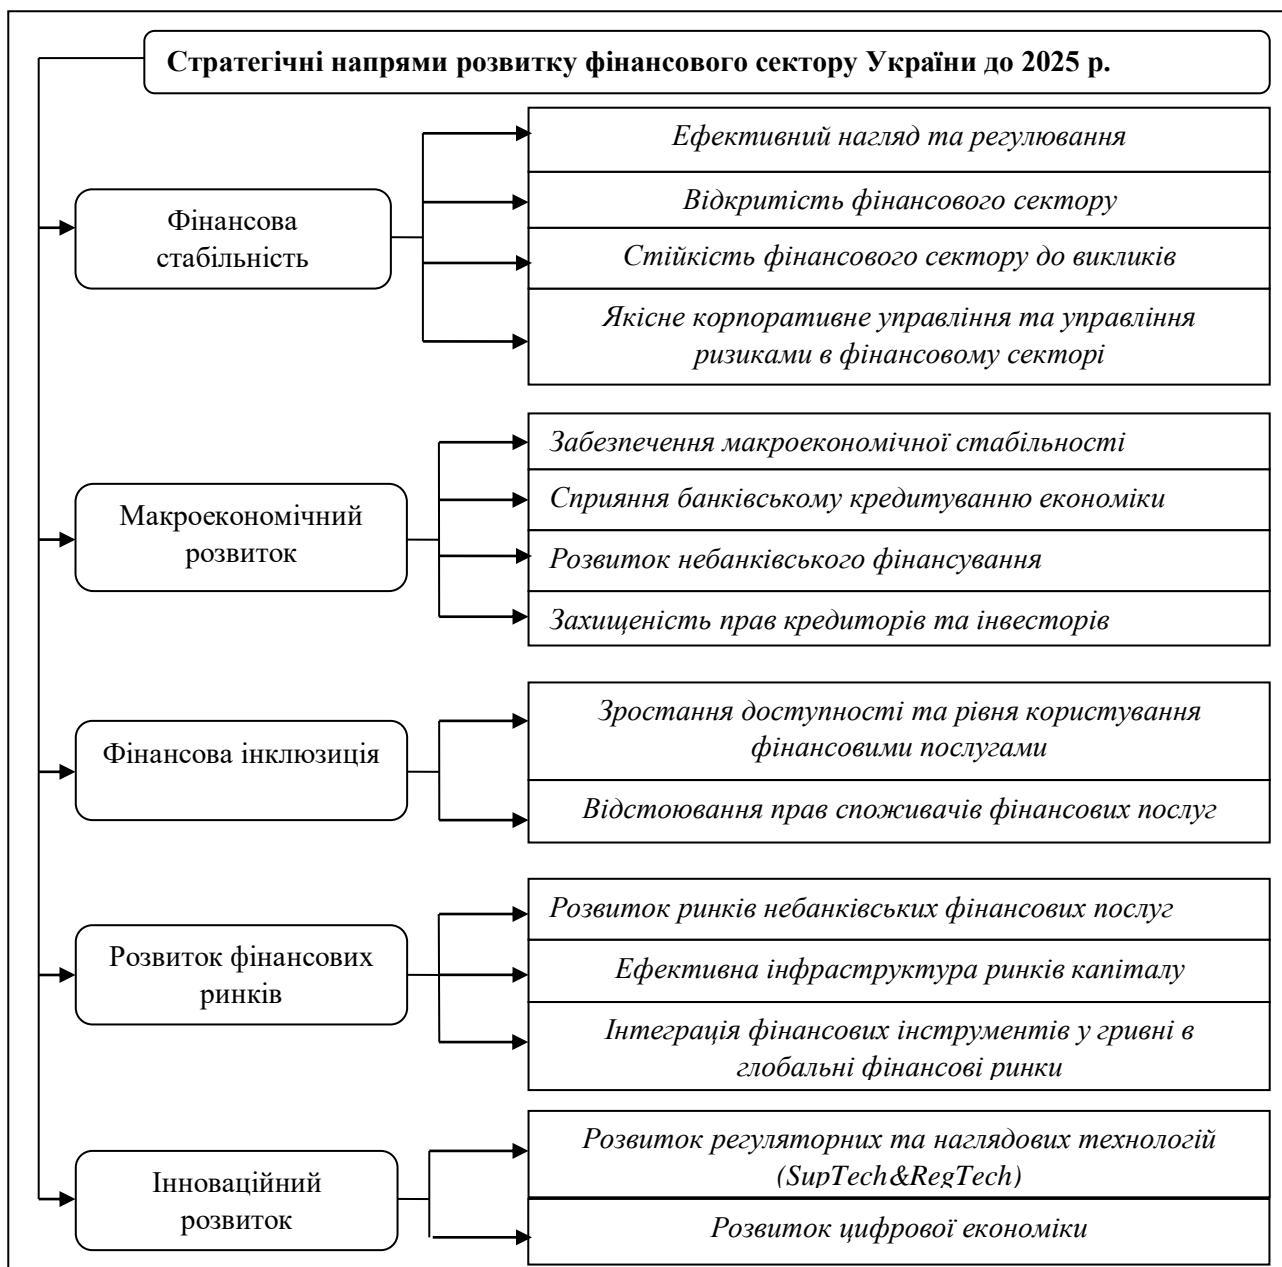 Стратегічні напрями розвитку фінансового сектору України до 2025 р.
Фінансова
стабільність
Ефективний нагляд та регулювання
Відкритість фінансового сектору
Стійкість фінансового сектору до викликів
Якісне корпоративне управління та управління
ризиками в фінансовому секторі
Макроекономічний
розвиток
Забезпечення макроекономічної стабільності
Сприяння банківському кредитуванню економіки
Розвиток небанківського фінансування
Захищеність прав кредиторів та інвесторів
Фінансова інклюзиція
Зростання доступності та рівня користування
фінансовими послугами
Відстоювання прав споживачів фінансових послуг
Розвиток фінансових
ринків
Розвиток ринків небанківських фінансових послуг
Ефективна інфраструктура ринків капіталу
Інтеграція фінансових інструментів у гривні в
глобальні фінансові ринки
Інноваційний
розвиток
Розвиток регуляторних та наглядових технологій
(SupTech&RegTech)
Розвиток цифрової економіки